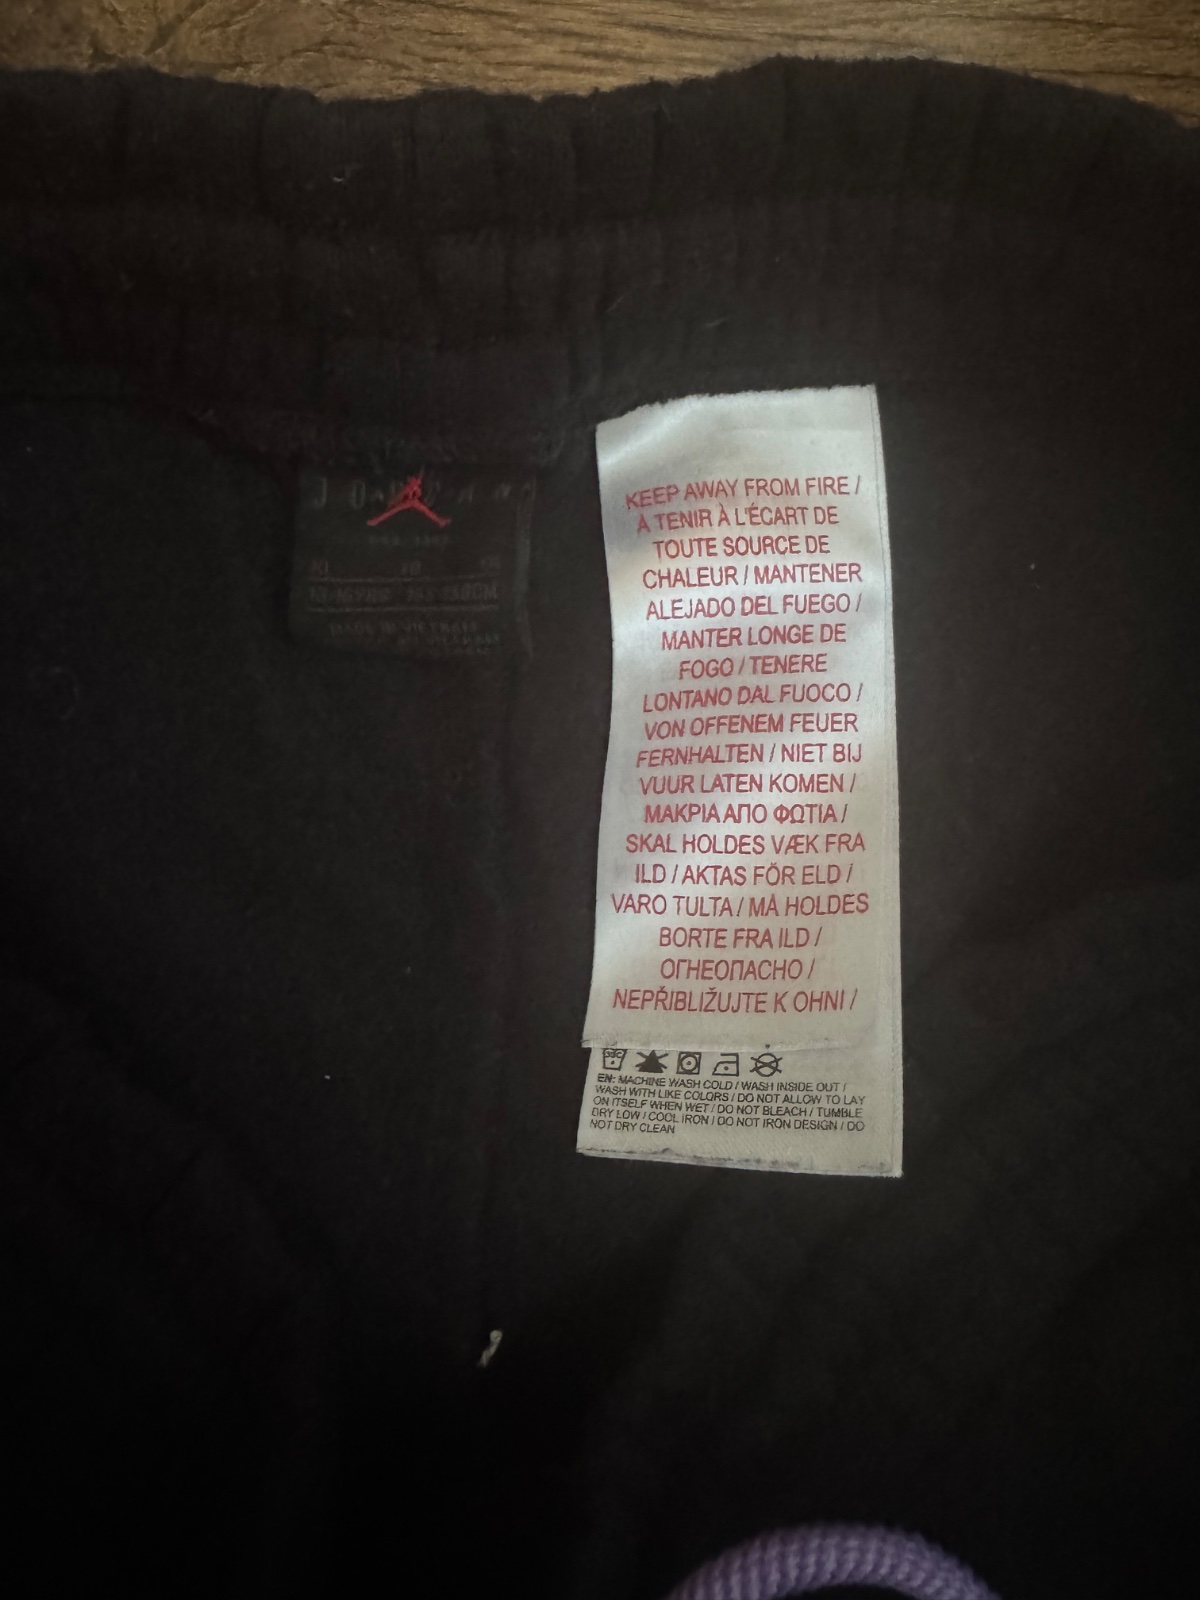 JORDAN
MADE IN VIETNAM
KEEP AWAY FROM FIRE /
À TENIR À L'ÉCART DE
TOUTE SOURCE DE
CHALEUR / MANTENER
ALEJADO DEL FUEGO /
MANTER LONGE DE
FOGO / TENERE
LONTANO DAL FUOCO /
VON OFFENEM FEUER
FERNHALTEN / NIET BIJ
VUUR LATEN KOMEN /
ΜΑΚΡΙΑ ΑΠΟ ΦΩΤΙΑ /
SKAL HOLDES VÆK FRA
ILD / AKTAS FÖR ELD /
VARO TULTA / MÅ HOLDES
BORTE FRA ILD /
ОГНЕОПАСНО /
NEPŘIBLIŽUJTE K OHNI /
EN: MACHINE WASH COLD / WASH INSIDE OUT /
WASH WITH LIKE COLORS / DO NOT ALLOW TO LAY
ON ITSELF WHEN WET / DO NOT BLEACH / TUMBLE
DRY LOW / COOL IRON / DO NOT IRON DESIGN / DO
NOT DRY CLEAN